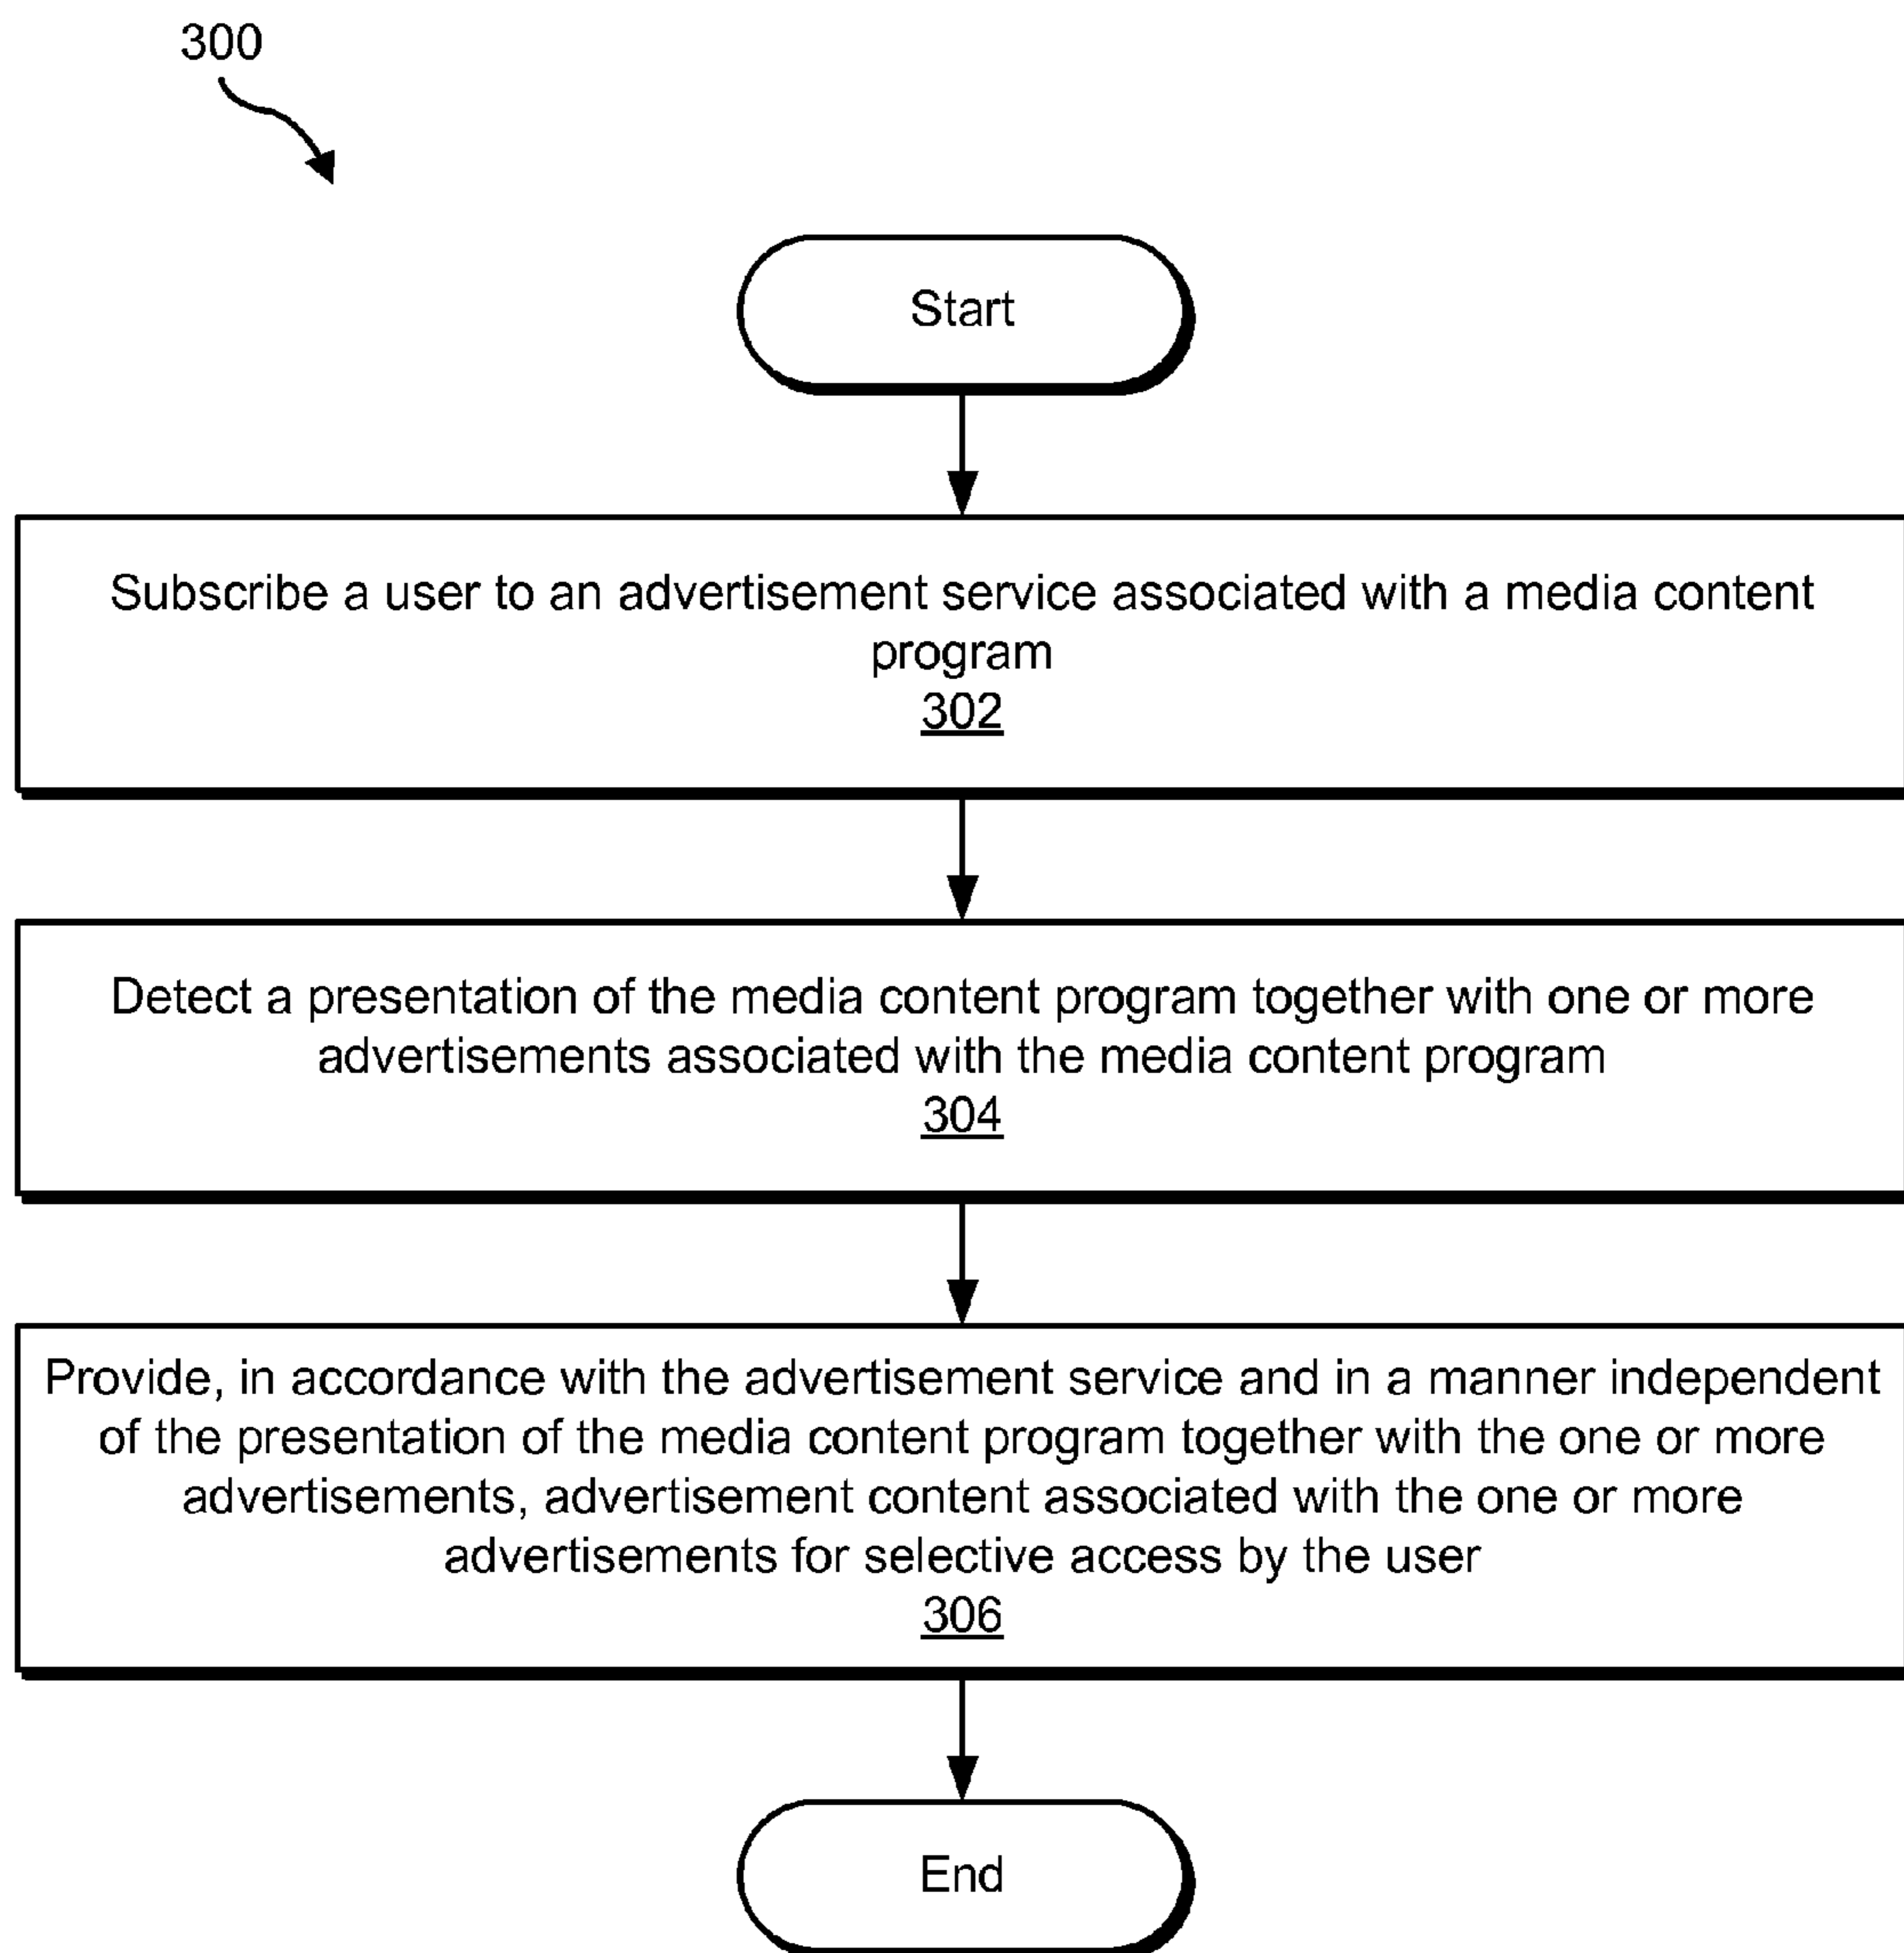 300
Start
Subscribe a user to an advertisement service associated with a media content
program
302
Detect a presentation of the media content program together with one or more
advertisements associated with the media content program
304
Provide, in accordance with the advertisement service and in a manner independent
of the presentation of the media content program together with the one or more
advertisements, advertisement content associated with the one or more
advertisements for selective access by the user
306
End